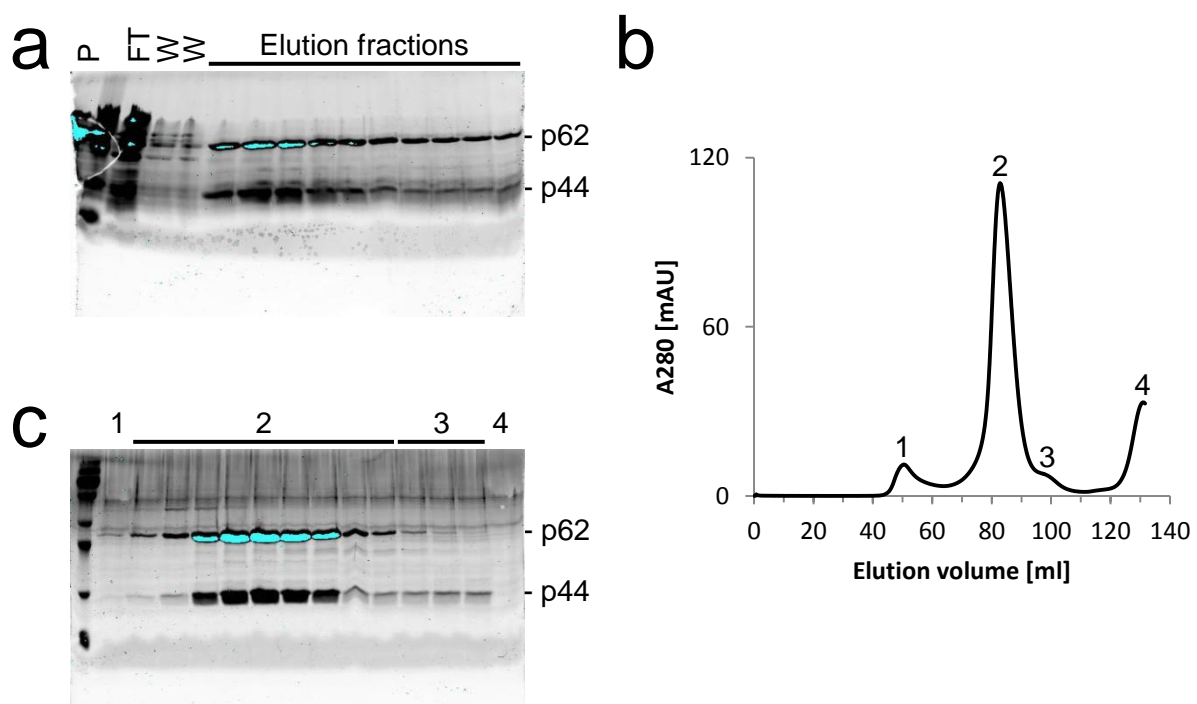 a
P FT W W Elution fractions
p62
p44
b
A280 [mAU]
120
60
0
1
2
3
4
0 20 40 60 80 100 120 140
Elution volume [ml]
c
1 2 3 4
p62
p44